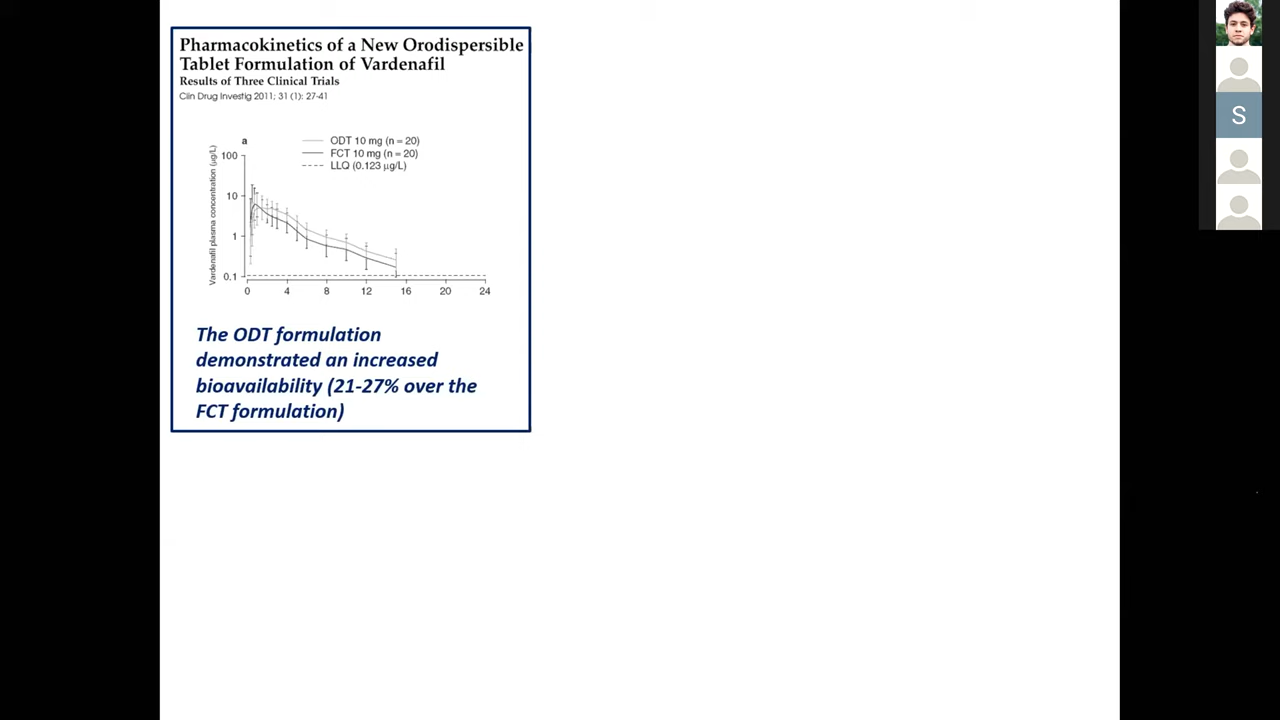 Pharmacokinetics of a New Orodispersible
Tablet Formulation of Vardenafil
Results of Three Clinical Trials
Clin Drug Investig 2011; 31 (1): 27-41
a
ODT 10 mg (n = 20)
FCT 10 mg (n = 20)
LLQ (0.123 μg/L)
Vardenafil plasma concentration (μg/L)
100
10
1
0.1
0 4 8 12 16 20 24
The ODT formulation
demonstrated an increased
bioavailability (21-27% over the
FCT formulation)
S